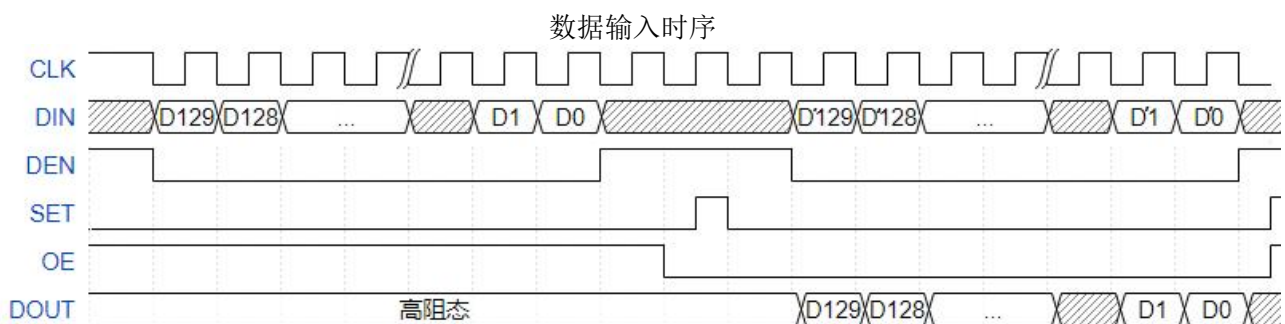 数据输入时序
CLK
DIN D129 D128 ... D1 D0 D'129 D'128 ... D'1 D'0
DEN
SET
OE
DOUT 高阻态 D129 D128 ... D1 D0